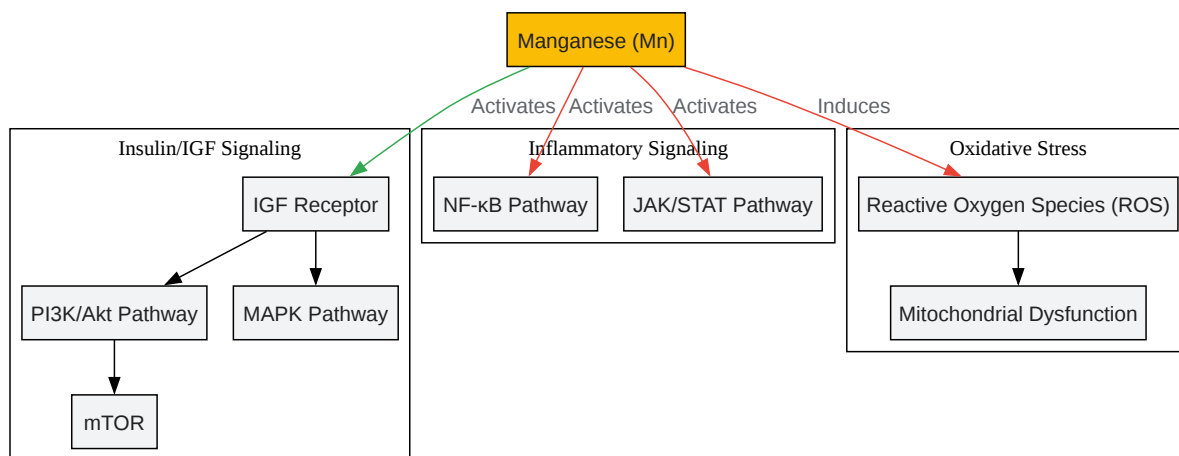 Manganese (Mn)
Activates
Activates
Activates
Induces
Insulin/IGF Signaling
Inflammatory Signaling
Oxidative Stress
IGF Receptor
NF-κB Pathway
JAK/STAT Pathway
Reactive Oxygen Species (ROS)
PI3K/Akt Pathway
MAPK Pathway
Mitochondrial Dysfunction
mTOR